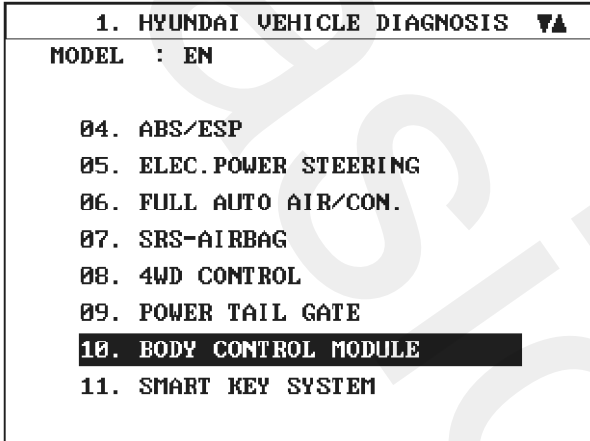 1. HYUNDAI VEHICLE DIAGNOSIS ▼▲
MODEL : EN
04. ABS/ESP
05. ELEC.POWER STEERING
06. FULL AUTO AIR/CON.
07. SRS-AIRBAG
08. 4WD CONTROL
09. POWER TAIL GATE
10. BODY CONTROL MODULE
11. SMART KEY SYSTEM